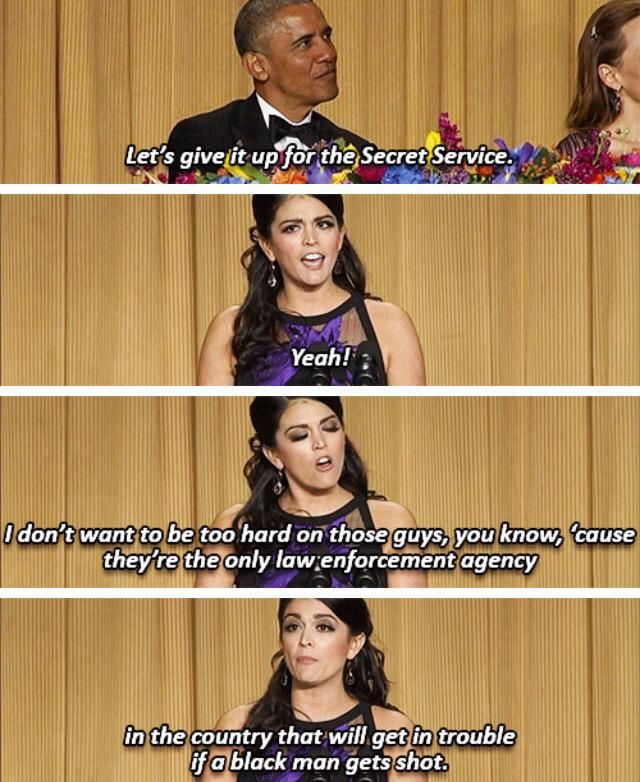 Let's give it up for the Secret Service.
Yeah!
I don't want to be too hard on those guys, you know, ‘cause
they're the only law enforcement agency
in the country that will get in trouble
if a black man gets shot.